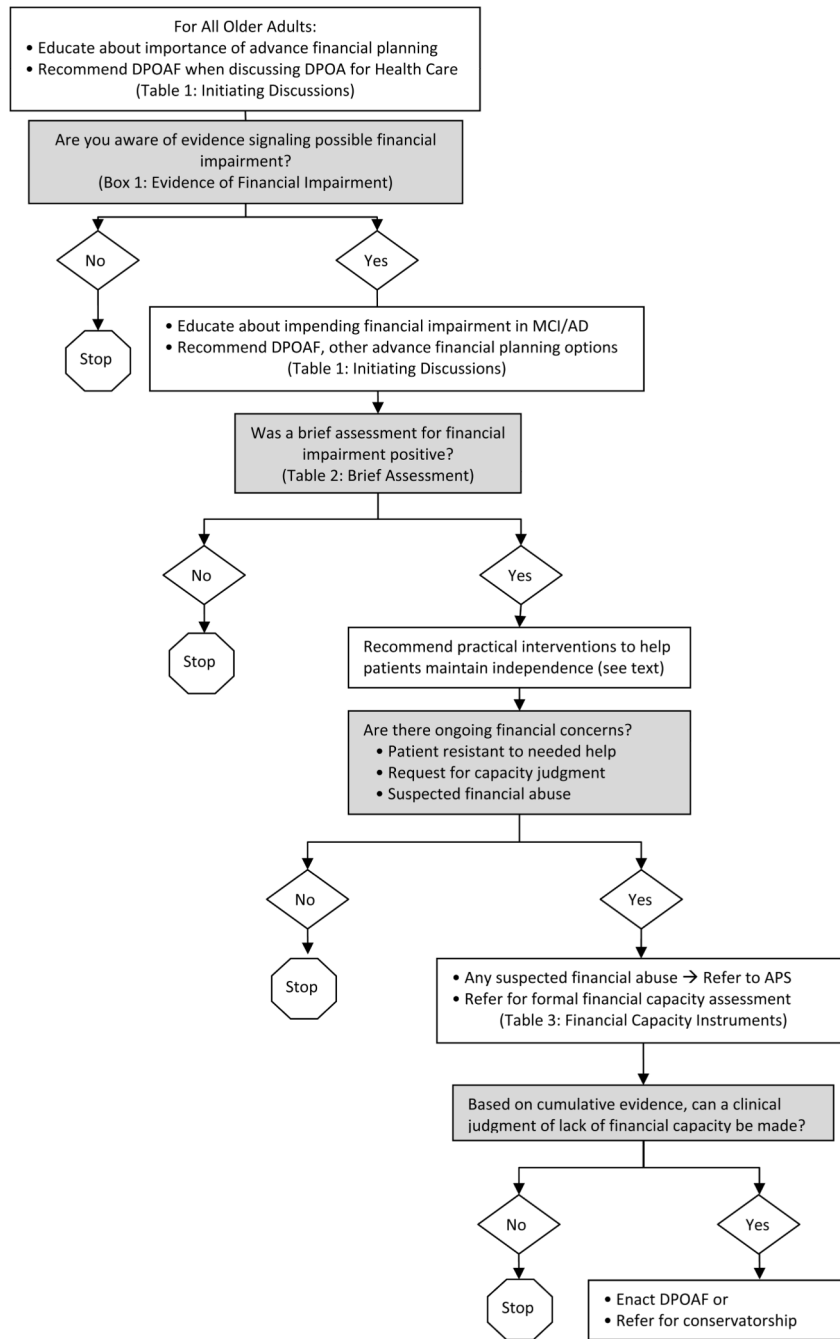 For All Older Adults:
• Educate about importance of advance financial planning
• Recommend DPOAF when discussing DPOA for Health Care
(Table 1: Initiating Discussions)
Are you aware of evidence signaling possible financial
impairment?
(Box 1: Evidence of Financial Impairment)
No
Yes
Stop
• Educate about impending financial impairment in MCI/AD
• Recommend DPOAF, other advance financial planning options
(Table 1: Initiating Discussions)
Was a brief assessment for financial
impairment positive?
(Table 2: Brief Assessment)
No
Yes
Stop
Recommend practical interventions to help
patients maintain independence (see text)
Are there ongoing financial concerns?
• Patient resistant to needed help
• Request for capacity judgment
• Suspected financial abuse
No
Yes
Stop
• Any suspected financial abuse → Refer to APS
• Refer for formal financial capacity assessment
(Table 3: Financial Capacity Instruments)
Based on cumulative evidence, can a clinical
judgment of lack of financial capacity be made?
No
Yes
Stop
• Enact DPOAF or
• Refer for conservatorship